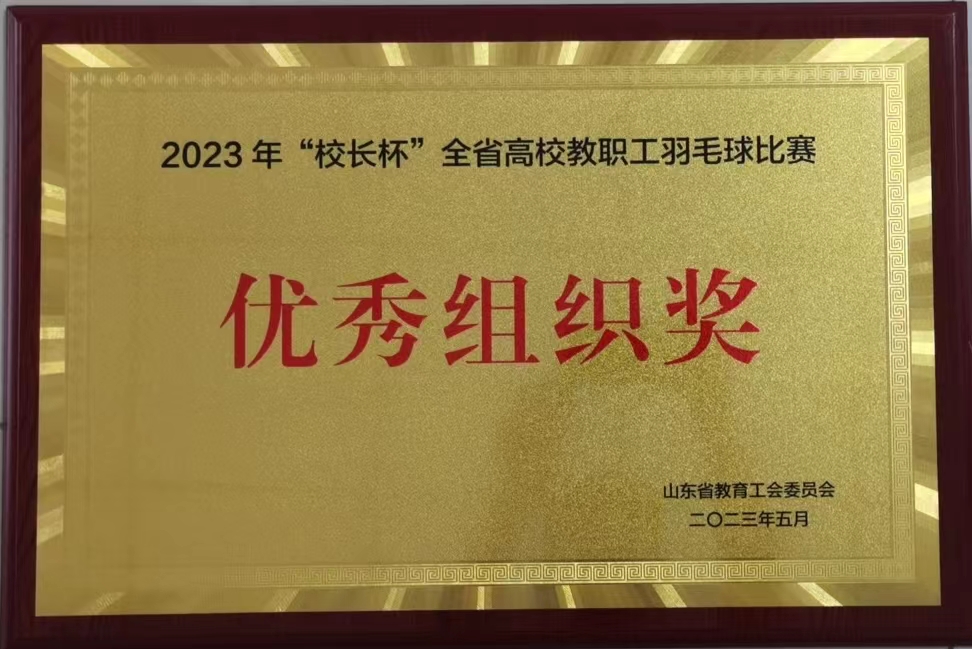 2023年“校长杯”全省高校教职工羽毛球比赛
优秀组织奖
山东省教育工会委员会
二〇二三年五月